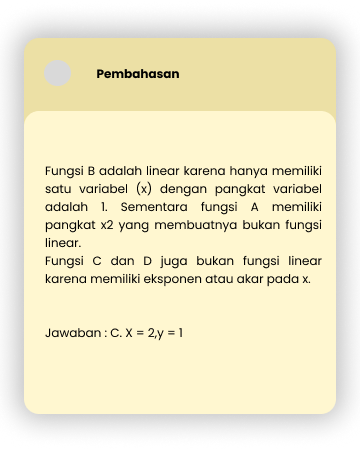 Pembahasan
Fungsi B adalah linear karena hanya memiliki
satu variabel (x) dengan pangkat variabel
adalah 1. Sementara fungsi A memiliki
pangkat x2 yang membuatnya bukan fungsi
linear.
Fungsi C dan D juga bukan fungsi linear
karena memiliki eksponen atau akar pada x.
Jawaban : C. X = 2,y = 1